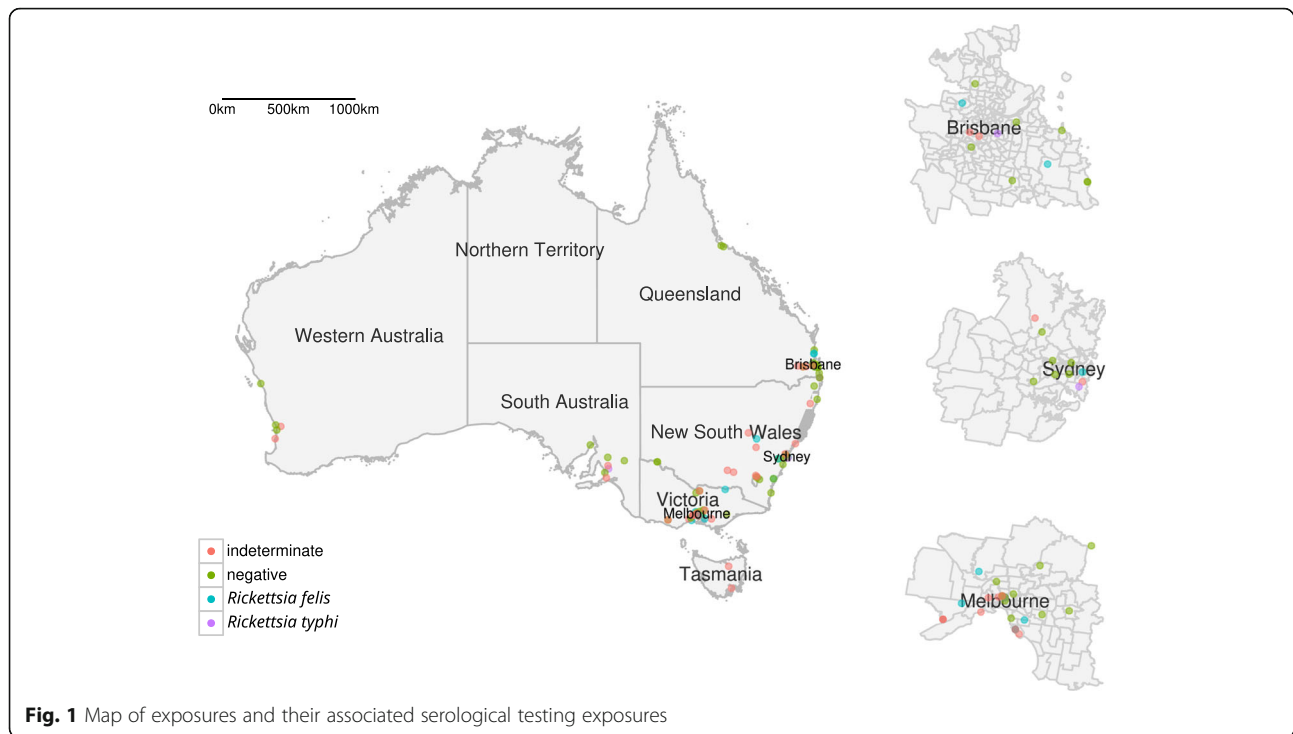 0km 500km 1000km
Northern Territory
Queensland
Western Australia
Brisbane
South Australia
New South Wales
Sydney
Victoria
Melbourne
Tasmania
indeterminate
negative
Rickettsia felis
Rickettsia typhi
Brisbane
Sydney
Melbourne
Fig. 1 Map of exposures and their associated serological testing exposures